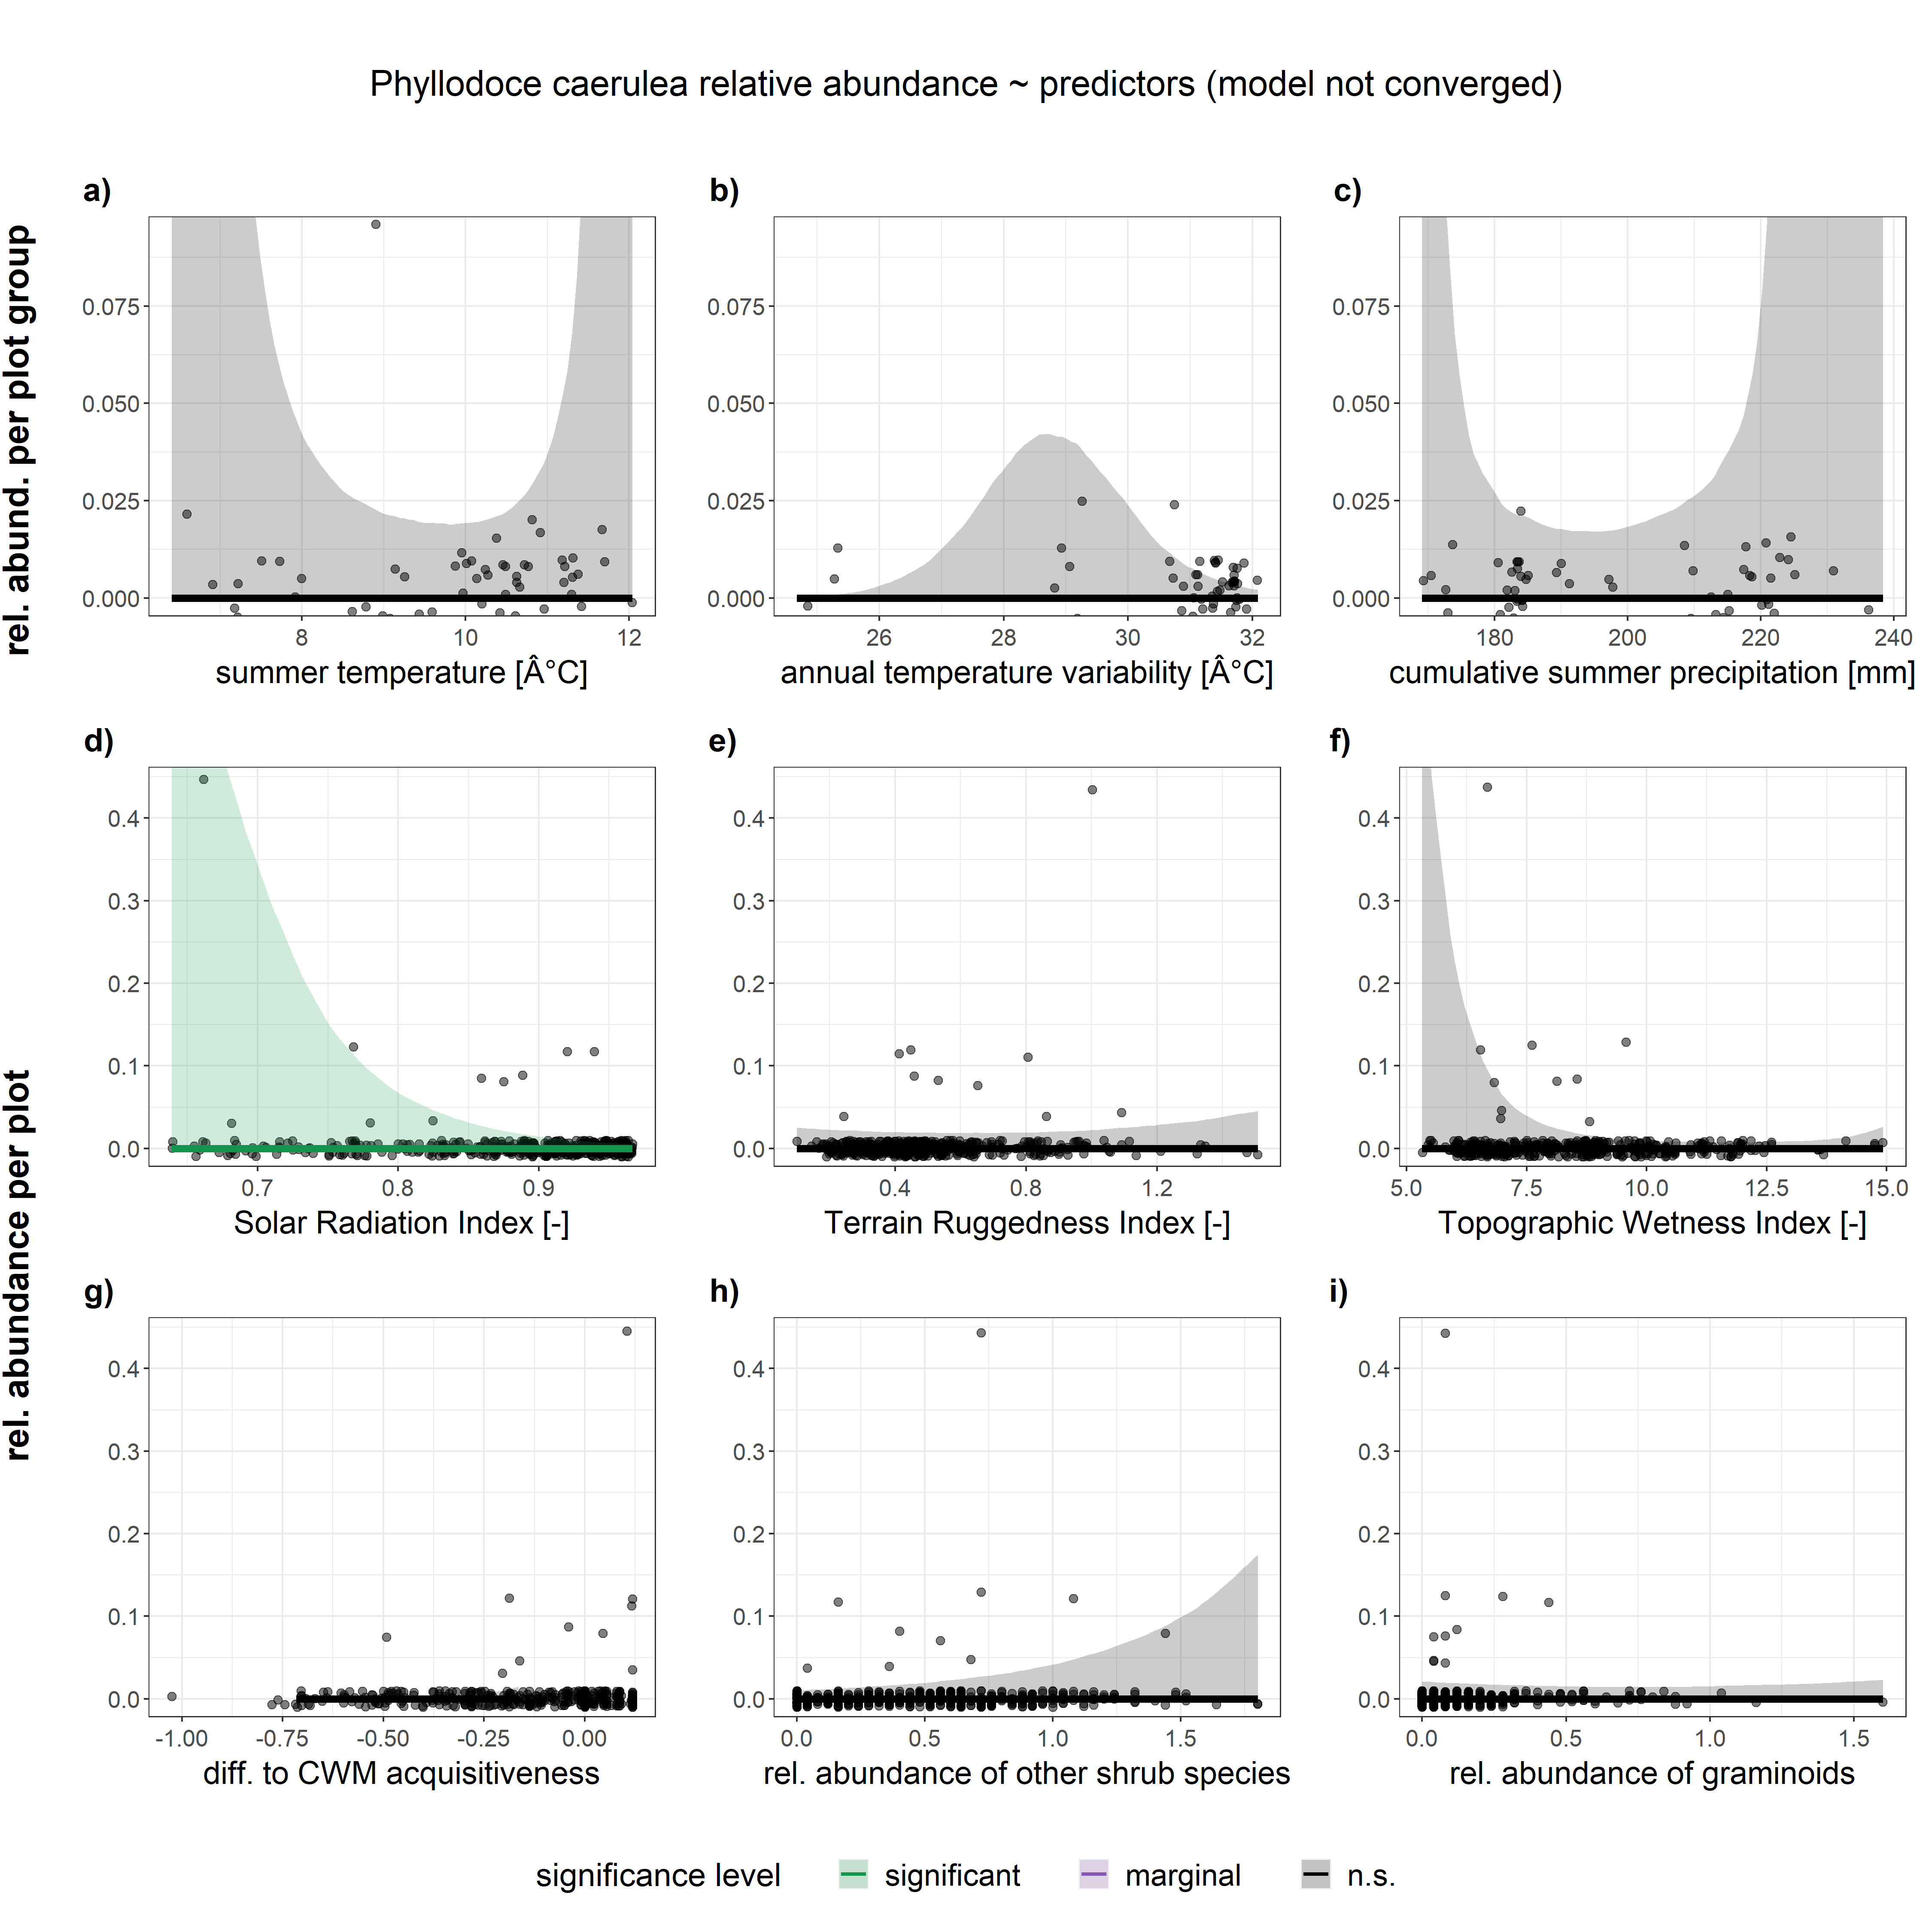 Phyllodoce caerulea relative abundance ~ predictors (model not converged)
a)
b)
c)
rel. abund. per plot group
0.075
0.050
0.025
0.000
0.075
0.050
0.025
0.000
0.075
0.050
0.025
0.000
8 10 12
26 28 30 32
180 200 220 240
summer temperature [Â°C]
annual temperature variability [Â°C]
cumulative summer precipitation [mm]
d)
e)
f)
rel. abundance per plot
0.4
0.3
0.2
0.1
0.0
0.4
0.3
0.2
0.1
0.0
0.4
0.3
0.2
0.1
0.0
0.7 0.8 0.9
0.4 0.8 1.2
5.0 7.5 10.0 12.5 15.0
Solar Radiation Index [-]
Terrain Ruggedness Index [-]
Topographic Wetness Index [-]
g)
h)
i)
0.4
0.3
0.2
0.1
0.0
0.4
0.3
0.2
0.1
0.0
0.4
0.3
0.2
0.1
0.0
-1.00 -0.75 -0.50 -0.25 0.00
0.0 0.5 1.0 1.5
0.0 0.5 1.0 1.5
diff. to CWM acquisitiveness
rel. abundance of other shrub species
rel. abundance of graminoids
significance level significant marginal n.s.